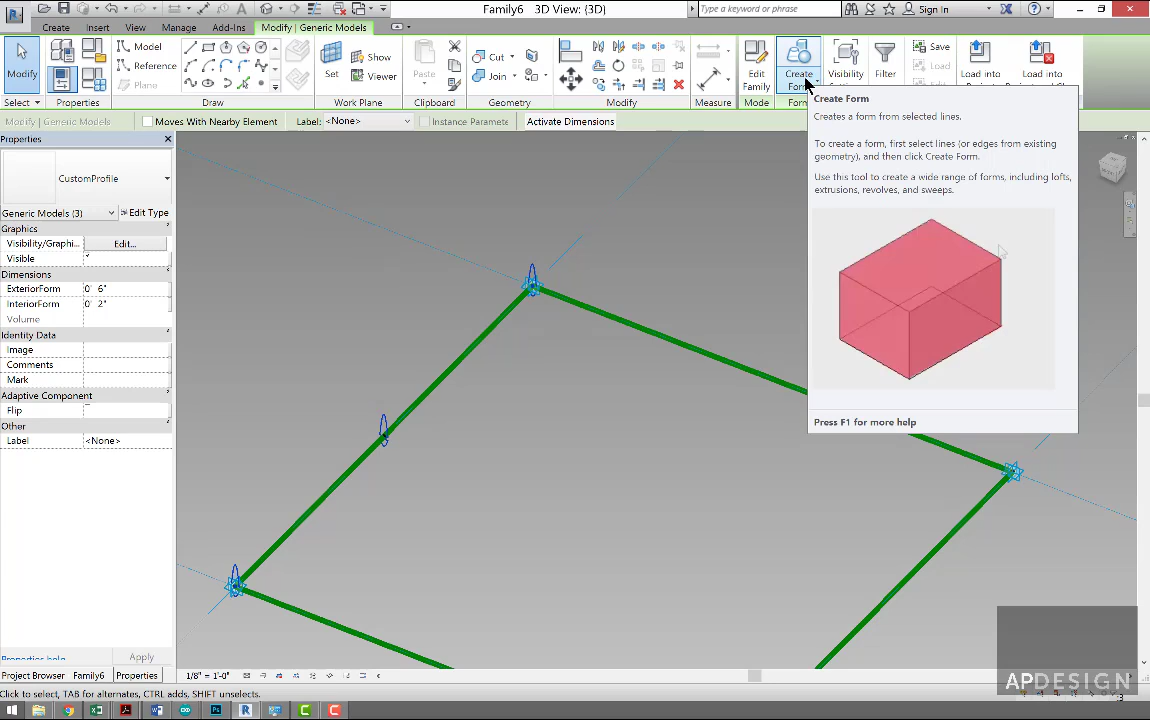 Family6
3D View: (3D)
Type a keyword or phrase
Sign In
Create
Insert
View
Manage
Add-Ins
Modify | Generic Models
Modify
Select
Properties
Model
Reference
Plane
Draw
Set
Show
Viewer
Work Plane
Paste
Clipboard
Cut
Join
Geometry
Modify
Measure
Edit
Family
Mode
Create
Form
Form
Visibility
Filter
Save
Load
Load into
Load into
Modify | Generic Models
Moves With Nearby Element
Label: <None>
Instance Paramete
Activate Dimensions
Properties
CustomProfile
Generic Models (3)
Edit Type
Graphics
Visibility/Graphi...
Edit...
Visible
Dimensions
ExteriorForm
0' 6"
InteriorForm
0' 2"
Volume
Identity Data
Image
Comments
Mark
Adaptive Component
Flip
Other
Label
<None>
Properties help
Apply
Project Browser
Family6
Properties
1/8" = 1'-0"
Click to select, TAB for alternates, CTRL adds, SHIFT unselects.
Create Form
Creates a form from selected lines.
To create a form, first select lines (or edges from existing
geometry), and then click Create Form.
Use this tool to create a wide range of forms, including lofts,
extrusions, revolves, and sweeps.
Press F1 for more help
APDESIGN